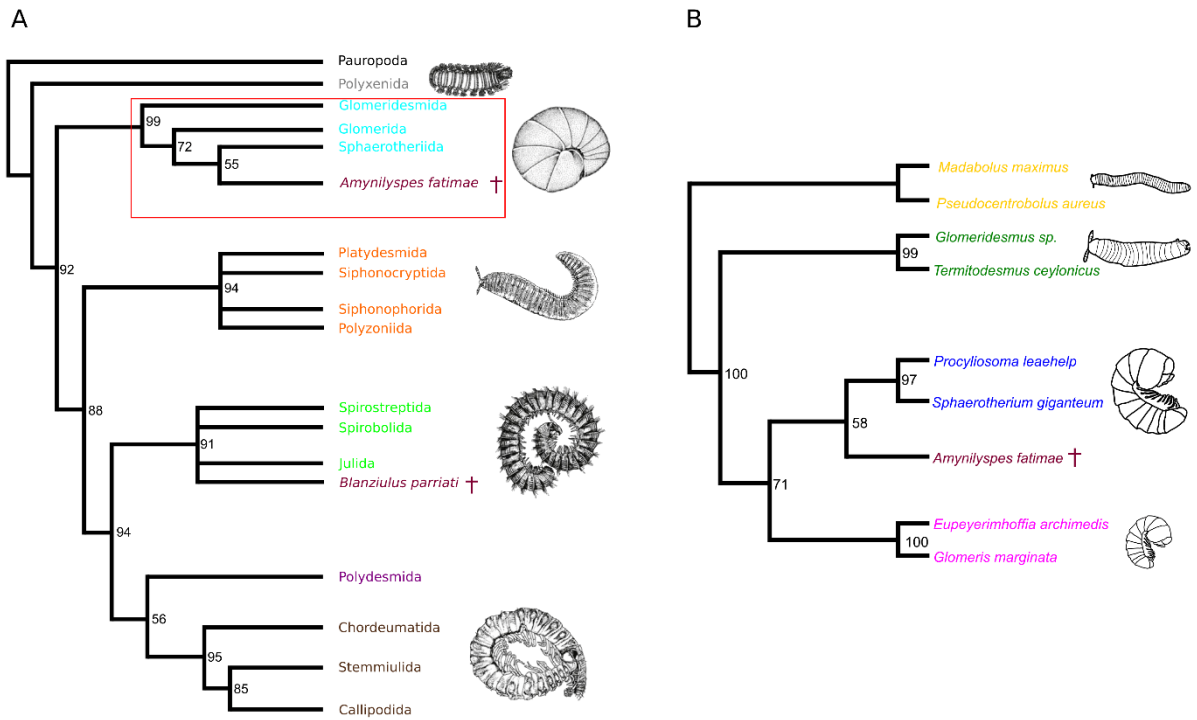 A
Pauropoda
Polyxenida
Glomeridesmida
99
Glomerida
72
Sphaerotheriida
55
Amynilyspes fatimae †
Platydesmida
92
Siphonocryptida
94
Siphonophorida
Polyzoniida
88
Spirostreptida
Spirobolida
91
Julida
Blanziulus parriati †
94
Polydesmida
56
Chordeumatida
95
Stemmiulida
85
Callipodida
B
Madabolus maximus
Pseudocentrobolus aureus
Glomeridesmus sp.
99
Termitodesmus ceylonicus
100
Procyliosoma leaehelp
97
Sphaerotherium giganteum
58
Amynilyspes fatimae †
71
Eupeyerimhoffia archimedis
100
Glomeris marginata